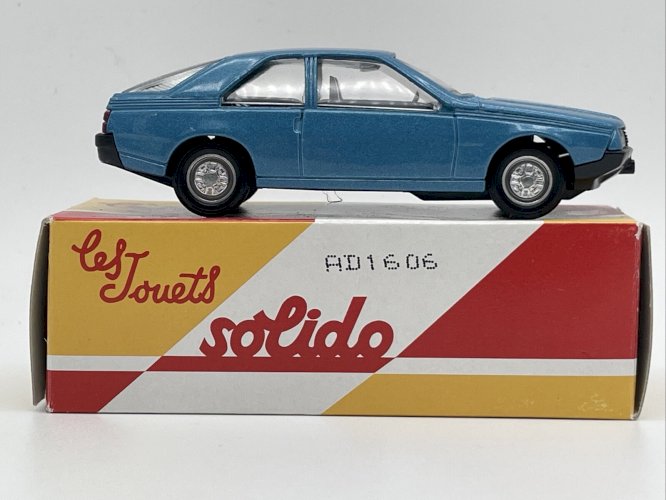 Les
Jouets
AD1606
solido